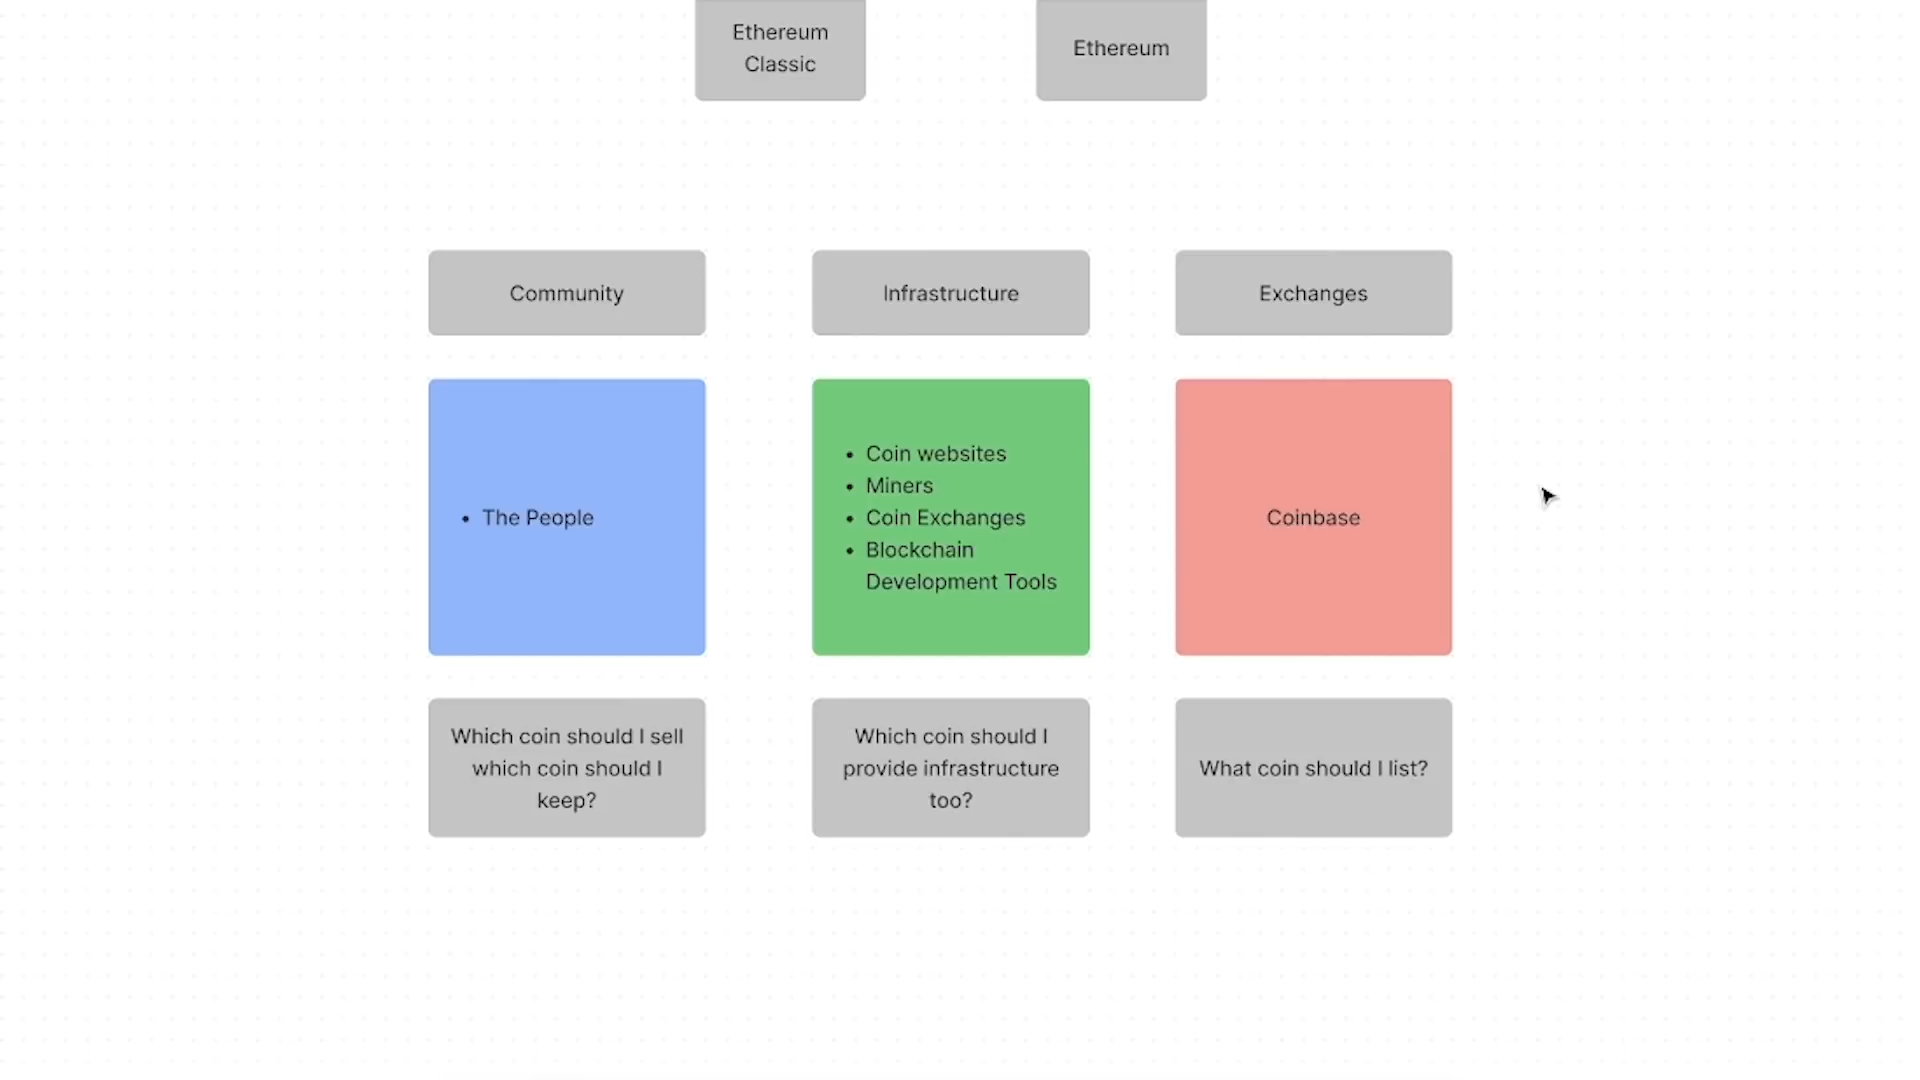 Ethereum
Classic
Ethereum
Community
Infrastructure
Exchanges
• The People
• Coin websites
• Miners
• Coin Exchanges
• Blockchain
Development Tools
Coinbase
Which coin should I sell
which coin should I
keep?
Which coin should I
provide infrastructure
too?
What coin should I list?